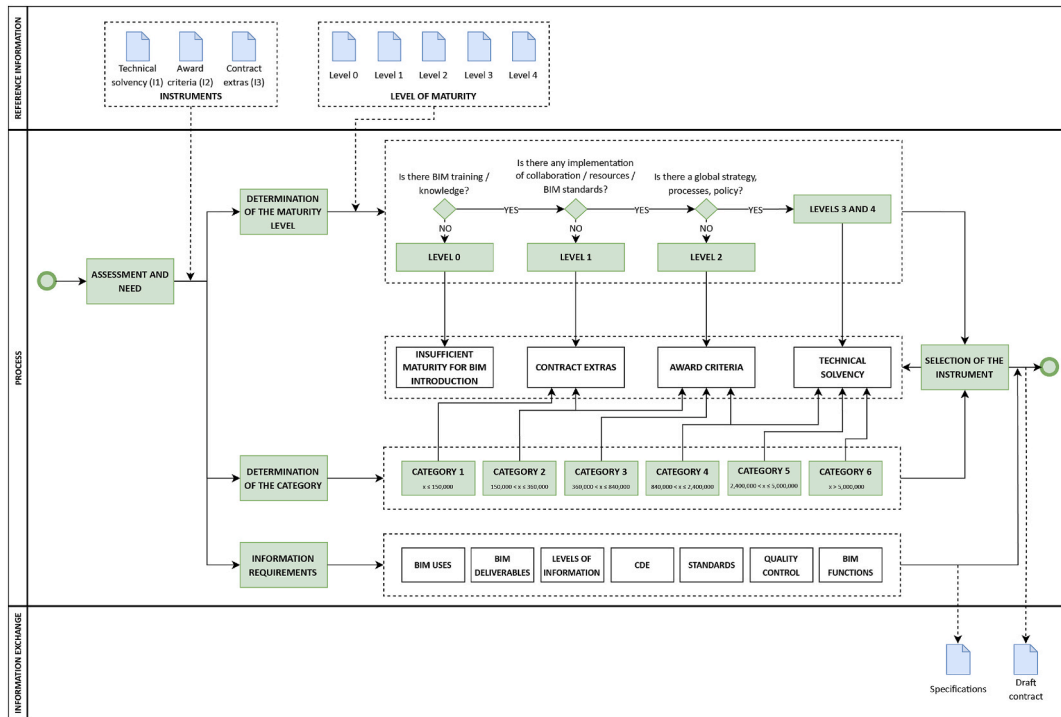 REFERENCE INFORMATION
Technical
solvency (I1)
Award
criteria (I2)
Contract
extras (I3)
INSTRUMENTS
Level 0
Level 1
Level 2
Level 3
Level 4
LEVEL OF MATURITY
PROCESS
ASSESSMENT AND
NEED
DETERMINATION
OF THE MATURITY
LEVEL
Is there BIM training /
knowledge?
Is there any implementation
of collaboration / resources /
BIM standards?
Is there a global strategy,
processes, policy?
YES
YES
YES
LEVELS 3 AND 4
NO
NO
NO
LEVEL 0
LEVEL 1
LEVEL 2
INSUFFICIENT
MATURITY FOR BIM
INTRODUCTION
CONTRACT EXTRAS
AWARD CRITERIA
TECHNICAL
SOLVENCY
SELECTION OF THE
INSTRUMENT
DETERMINATION
OF THE CATEGORY
CATEGORY 1
x ≤ 150,000
CATEGORY 2
150,000 < x ≤ 360,000
CATEGORY 3
360,000 < x ≤ 840,000
CATEGORY 4
840,000 < x ≤ 2,400,000
CATEGORY 5
2,400,000 < x ≤ 5,000,000
CATEGORY 6
x > 5,000,000
INFORMATION
REQUIREMENTS
BIM USES
BIM
DELIVERABLES
LEVELS OF
INFORMATION
CDE
STANDARDS
QUALITY
CONTROL
BIM
FUNCTIONS
INFORMATION EXCHANGE
Specifications
Draft
contract